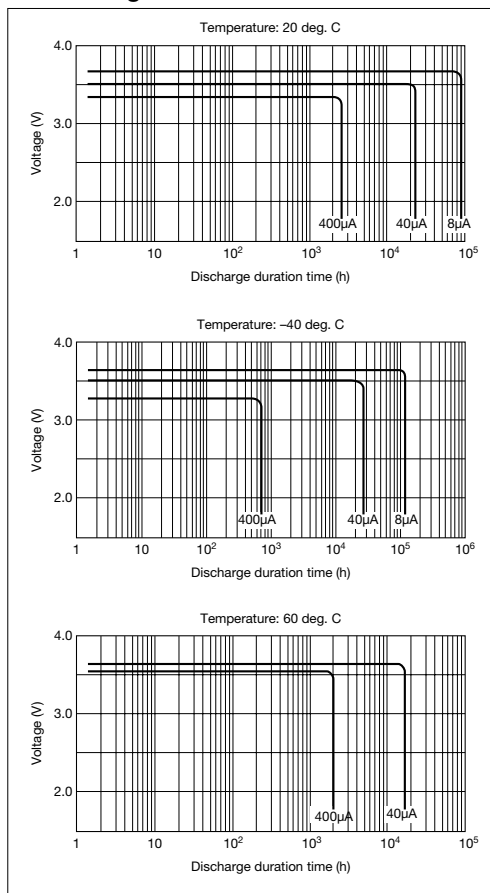 Temperature: 20 deg. C
4.0
3.0
2.0
Voltage (V)
400µA 40µA 8µA
1 10 10² 10³ 10⁴ 10⁵
Discharge duration time (h)
Temperature: –40 deg. C
4.0
3.0
2.0
Voltage (V)
400µA 40µA 8µA
1 10 10² 10³ 10⁴ 10⁵ 10⁶
Discharge duration time (h)
Temperature: 60 deg. C
4.0
3.0
2.0
Voltage (V)
400µA 40µA
1 10 10² 10³ 10⁴ 10⁵
Discharge duration time (h)